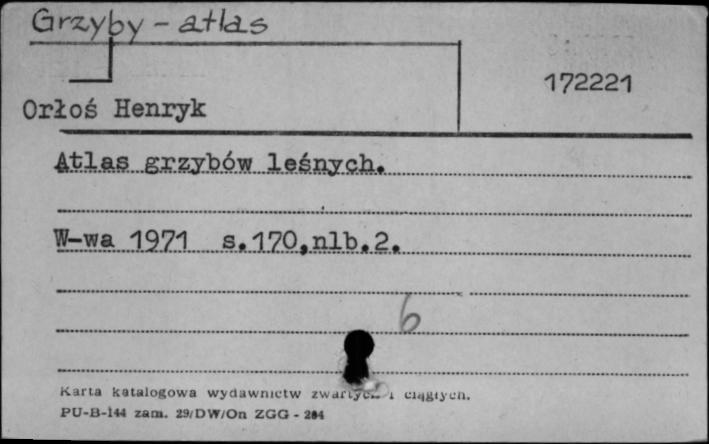 Grzyby - atlas
172221
Orłoś Henryk
Atlas grzybów leśnych.
W-wa 1971 s.170,nlb.2.
6
Karta katalogowa wydawnictw zwartych i ciągłych.
PU-B-144 zam. 29/DW/On ZGG - 284